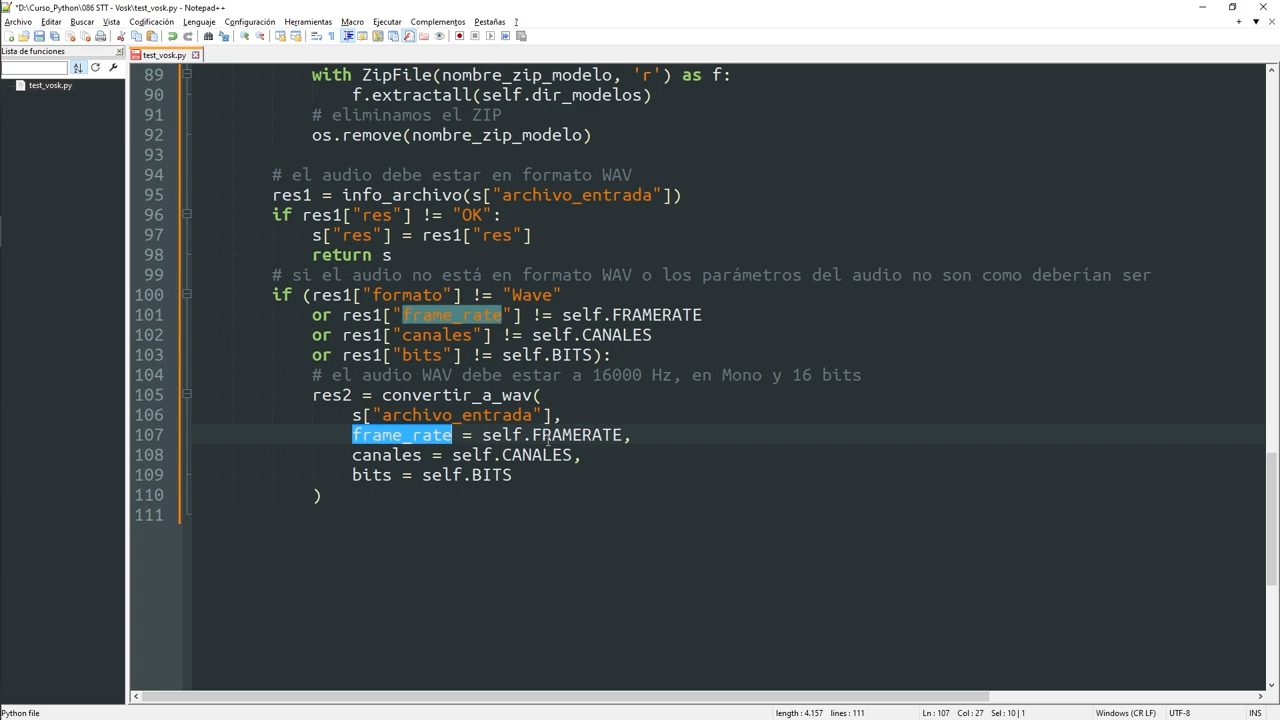 *D:\Curso_Python\086 STT - Vosk\test_vosk.py - Notepad++
Archivo Editar Buscar Vista Codificación Lenguaje Configuración Herramientas Macro Ejecutar Complementos Pestañas ?
Lista de funciones
test_vosk.py
test_vosk.py
89 with ZipFile(nombre_zip_modelo, 'r') as f:
90 f.extractall(self.dir_modelos)
91 # eliminamos el ZIP
92 os.remove(nombre_zip_modelo)
93
94 # el audio debe estar en formato WAV
95 res1 = info_archivo(s["archivo_entrada"])
96 if res1["res"] != "OK":
97 s["res"] = res1["res"]
98 return s
99 # si el audio no está en formato WAV o los parámetros del audio no son como deberían ser
100 if (res1["formato"] != "Wave"
101 or res1["frame_rate"] != self.FRAMERATE
102 or res1["canales"] != self.CANALES
103 or res1["bits"] != self.BITS):
104 # el audio WAV debe estar a 16000 Hz, en Mono y 16 bits
105 res2 = convertir_a_wav(
106 s["archivo_entrada"],
107 frame_rate = self.FRAMERATE,
108 canales = self.CANALES,
109 bits = self.BITS
110 )
111
Python file length : 4.157 lines : 111 Ln : 107 Col : 27 Sel : 10 | 1 Windows (CR LF) UTF-8 INS